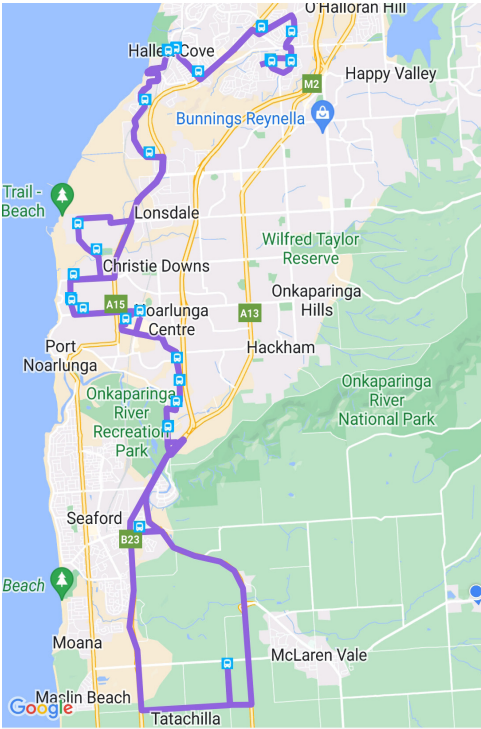 O'Halloran Hill
Hallett Cove
Happy Valley
M2
Bunnings Reynella
Trail -
Beach
Lonsdale
Wilfred Taylor
Reserve
Christie Downs
Onkaparinga
Hills
A15
Noarlunga
Centre
A13
Port
Noarlunga
Hackham
Onkaparinga
River
Recreation
Park
Onkaparinga
River
National Park
Seaford
B23
Beach
Moana
McLaren Vale
Maslin Beach
Google
Tatachilla